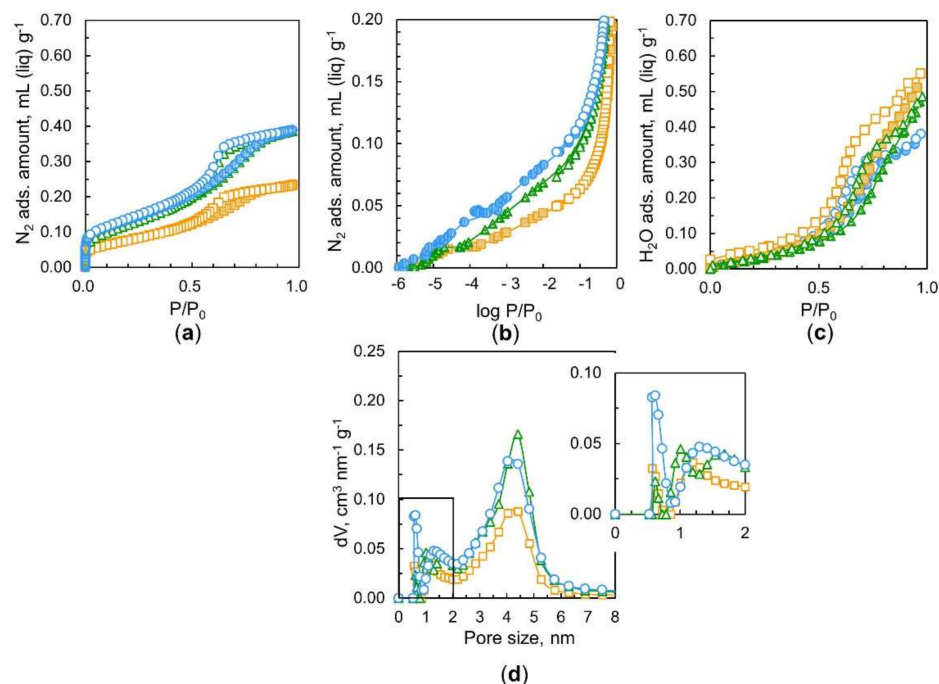 N₂ ads. amount, mL (liq) g⁻¹
0.70
0.60
0.50
0.40
0.30
0.20
0.10
0.00
0.0 0.5 1.0
P/P₀
(a)
N₂ ads. amount, mL (liq) g⁻¹
0.20
0.15
0.10
0.05
0.00
-6 -5 -4 -3 -2 -1 0
log P/P₀
(b)
H₂O ads. amount, mL (liq) g⁻¹
0.70
0.60
0.50
0.40
0.30
0.20
0.10
0.00
0.0 0.5 1.0
P/P₀
(c)
dV, cm³ nm⁻¹ g⁻¹
0.25
0.20
0.15
0.10
0.05
0.00
0 1 2 3 4 5 6 7 8
Pore size, nm
0.10
0.05
0.00
0 1 2
(d)